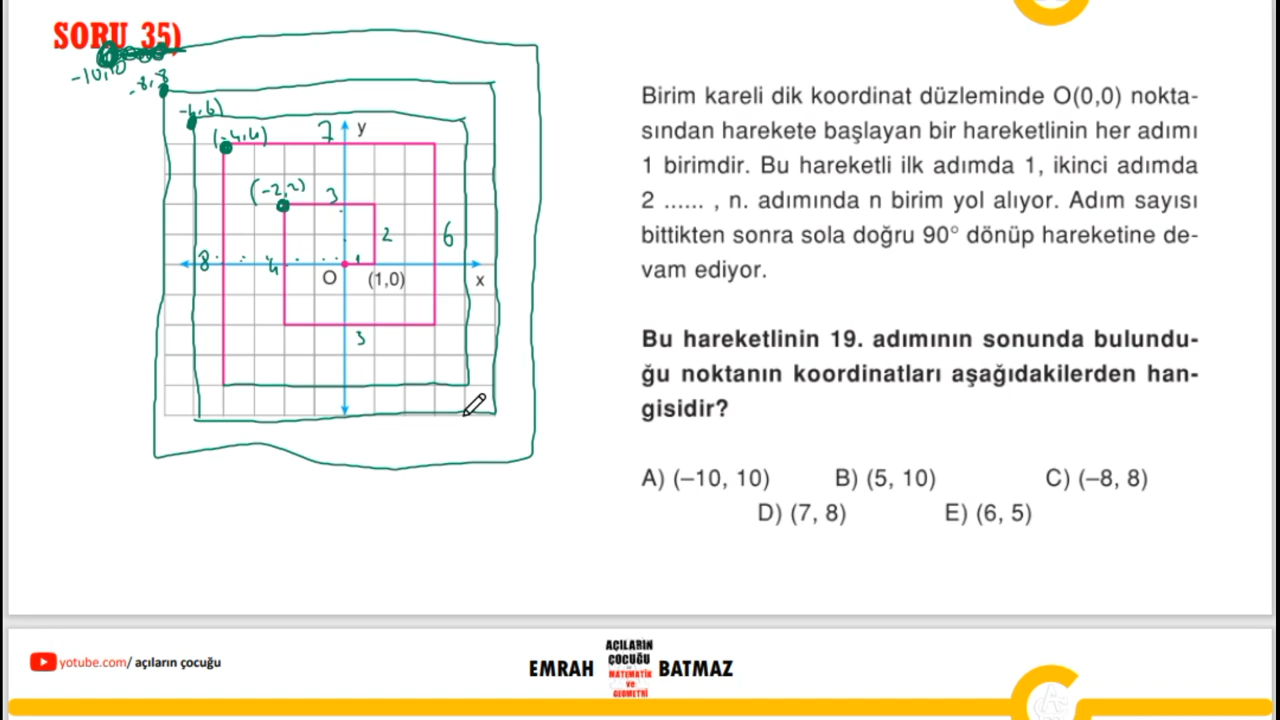 SORU 35)
-10,10
-8,8
-6,6)
(-4,4)
7
y
(-2,2)
3
2
6
8
4
1
O
(1,0)
x
5
Birim kareli dik koordinat düzleminde O(0,0) nokta-
sından harekete başlayan bir hareketlinin her adımı
1 birimdir. Bu hareketli ilk adımda 1, ikinci adımda
2 ...... , n. adımında n birim yol alıyor. Adım sayısı
bittikten sonra sola doğru 90° dönüp hareketine de-
vam ediyor.
Bu hareketlinin 19. adımının sonunda bulundu-
ğu noktanın koordinatları aşağıdakilerden han-
gisidir?
A) (–10, 10) B) (5, 10) C) (–8, 8)
D) (7, 8) E) (6, 5)
yotube.com/ açıların çocuğu
EMRAH
AÇILARIN
ÇOCUĞU
MATEMATİK
ve
GEOMETRİ
BATMAZ